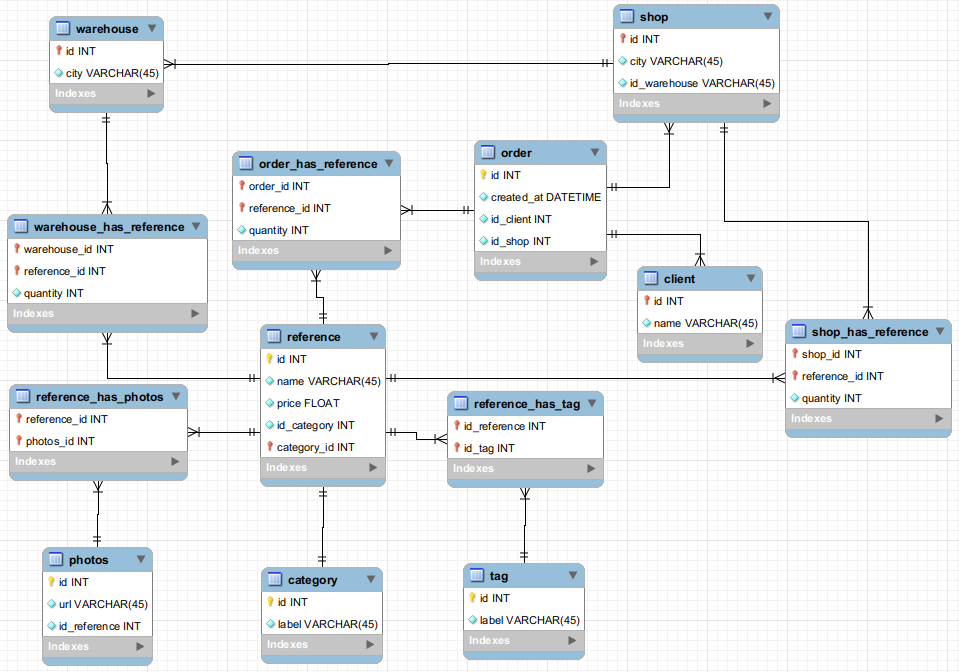 warehouse
id INT
city VARCHAR(45)
Indexes
shop
id INT
city VARCHAR(45)
id_warehouse VARCHAR(45)
Indexes
order_has_reference
order_id INT
reference_id INT
quantity INT
Indexes
order
id INT
created_at DATETIME
id_client INT
id_shop INT
Indexes
warehouse_has_reference
warehouse_id INT
reference_id INT
quantity INT
Indexes
client
id INT
name VARCHAR(45)
Indexes
reference
id INT
name VARCHAR(45)
price FLOAT
id_category INT
category_id INT
Indexes
shop_has_reference
shop_id INT
reference_id INT
quantity INT
Indexes
reference_has_photos
reference_id INT
photos_id INT
Indexes
reference_has_tag
id_reference INT
id_tag INT
Indexes
photos
id INT
url VARCHAR(45)
id_reference INT
Indexes
category
id INT
label VARCHAR(45)
Indexes
tag
id INT
label VARCHAR(45)
Indexes